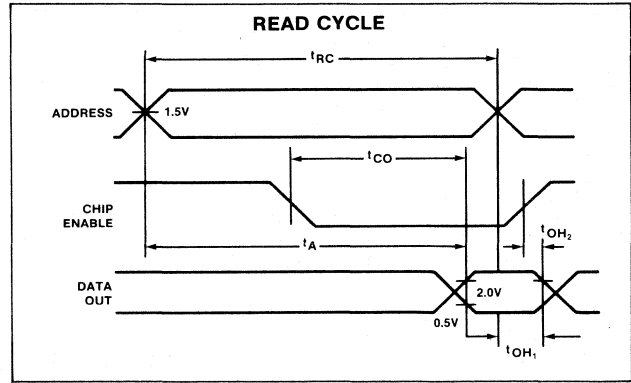 READ CYCLE
tRC
ADDRESS
1.5V
tCO
CHIP
ENABLE
tOH2
tA
DATA
OUT
2.0V
0.5V
tOH1